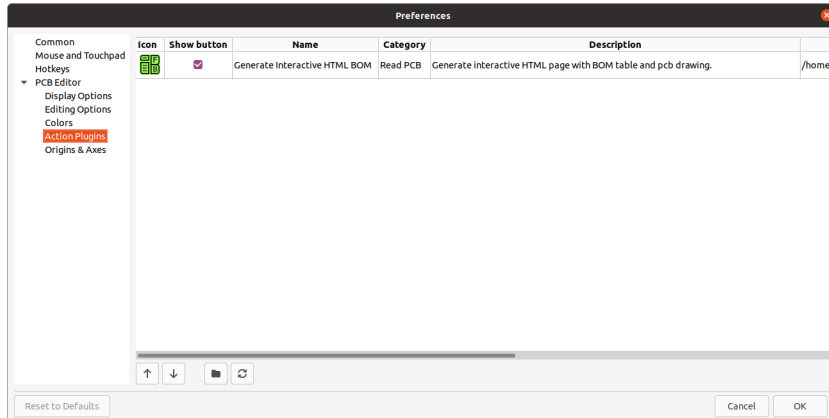 Preferences
Common
Mouse and Touchpad
Hotkeys
PCB Editor
Display Options
Editing Options
Colors
Action Plugins
Origins & Axes
Icon Show button Name Category Description
Generate Interactive HTML BOM Read PCB Generate interactive HTML page with BOM table and pcb drawing. /home
Reset to Defaults
Cancel OK